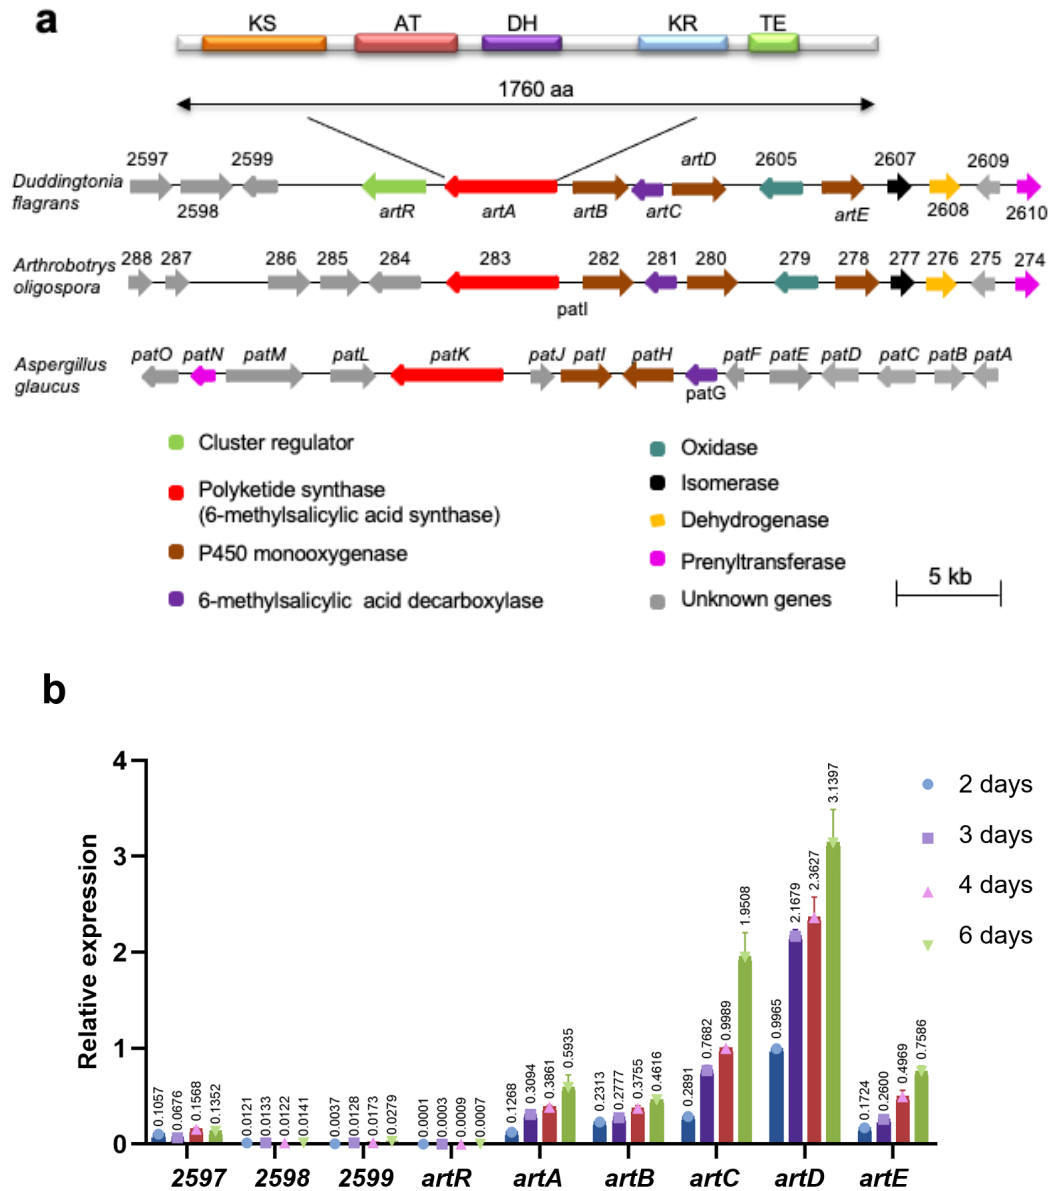 a
KS AT DH KR TE
1760 aa
2597 2599 artD 2605 2607 2609
Duddingtonia
flagrans
2598 artR artA artB artC artE 2608 2610
288 287 286 285 284 283 282 281 280 279 278 277 276 275 274
Arthrobotrys
oligospora
patI
patO patN patM patL patK patJ patI patH patF patE patD patC patB patA
Aspergillus
glaucus
patG
Cluster regulator
Polyketide synthase
(6-methylsalicylic acid synthase)
P450 monooxygenase
6-methylsalicylic acid decarboxylase
Oxidase
Isomerase
Dehydrogenase
Prenyltransferase
Unknown genes
5 kb
b
Relative expression
4
3
2
1
0
0.1057 0.0676 0.1568 0.1352
0.0121 0.0133 0.0122 0.0141
0.0037 0.0128 0.0173 0.0279
0.0001 0.0003 0.0009 0.0007
0.1268 0.3094 0.3861 0.5935
0.2313 0.2777 0.3755 0.4616
0.2891 0.7682 0.9989 1.9508
0.9965 2.1679 2.3627 3.1397
0.1724 0.2600 0.4969 0.7586
2597 2598 2599 artR artA artB artC artD artE
2 days
3 days
4 days
6 days